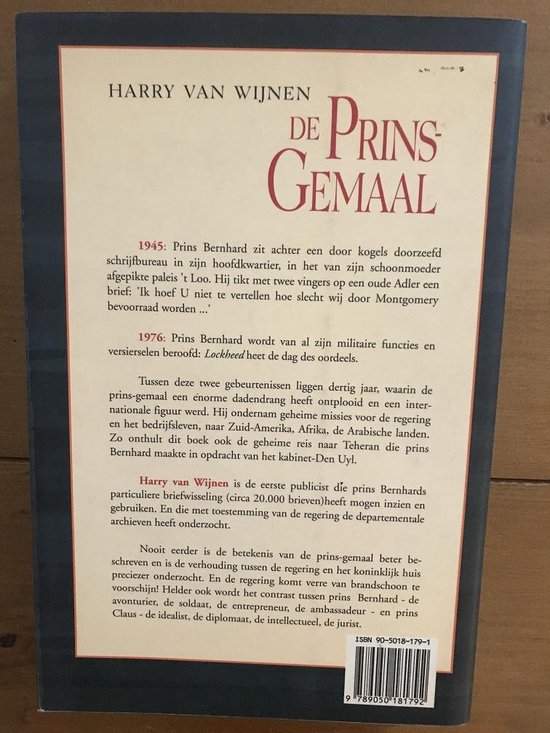 HARRY VAN WIJNEN
DE PRINS-
GEMAAL
1945: Prins Bernhard zit achter een door kogels doorzeefd
schrijfbureau in zijn hoofdkwartier, in het van zijn schoonmoeder
afgepikte paleis 't Loo. Hij tikt met twee vingers op een oude Adler een
brief: 'Ik hoef U niet te vertellen hoe slecht wij door Montgomery
bevoorraad worden ...'
1976: Prins Bernhard wordt van al zijn militaire functies en
versierselen beroofd: Lockheed heet de dag des oordeels.
Tussen deze twee gebeurtenissen liggen dertig jaar, waarin de
prins-gemaal een enorme dadendrang heeft ontplooid en een inter-
nationale figuur werd. Hij ondernam geheime missies voor de regering
en het bedrijfsleven, naar Zuid-Amerika, Afrika, de Arabische landen.
Zo onthult dit boek ook de geheime reis naar Teheran die prins
Bernhard maakte in opdracht van het kabinet-Den Uyl.
Harry van Wijnen is de eerste publicist die prins Bernhards
particuliere briefwisseling (circa 20.000 brieven)heeft mogen inzien en
gebruiken. En die met toestemming van de regering de departementale
archieven heeft onderzocht.
Nooit eerder is de betekenis van de prins-gemaal beter be-
schreven en is de verhouding tussen de regering en het koninklijk huis
preciezer onderzocht. En de regering komt verre van brandschoon te
voorschijn! Helder ook wordt het contrast tussen prins Bernhard - de
avonturier, de soldaat, de entrepreneur, de ambassadeur - en prins
Claus - de idealist, de diplomaat, de intellectueel, de jurist.
ISBN 90-5018-179-1
9 789050 181792